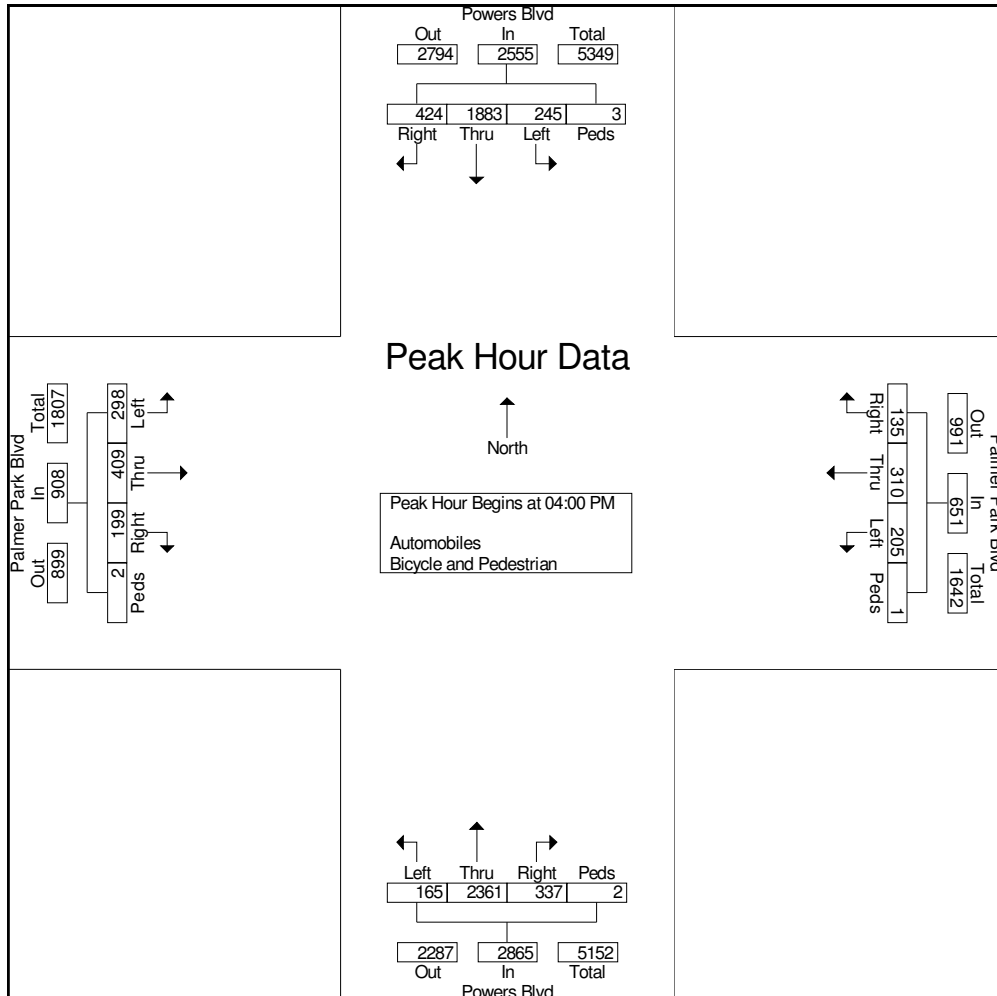 Powers Blvd
Out In Total
2794 2555 5349
424 1883 245 3
Right Thru Left Peds
Peak Hour Data
North
Peak Hour Begins at 04:00 PM
Automobiles
Bicycle and Pedestrian
Palmer Park Blvd
Out In Total
899 908 1807
2 199 409 298
Peds Right Thru Left
Palmer Park Blvd
Out In Total
991 651 1642
135 310 205 1
Right Thru Left Peds
Left Thru Right Peds
165 2361 337 2
2287 2865 5152
Out In Total
Powers Blvd